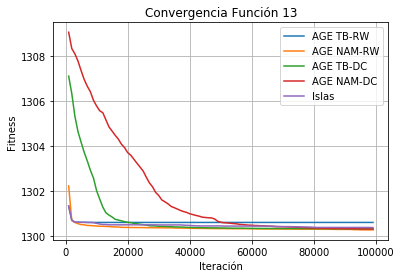 Convergencia Función 13
Fitness
1308
1306
1304
1302
1300
AGE TB-RW
AGE NAM-RW
AGE TB-DC
AGE NAM-DC
Islas
0
20000
40000
60000
80000
100000
Iteración